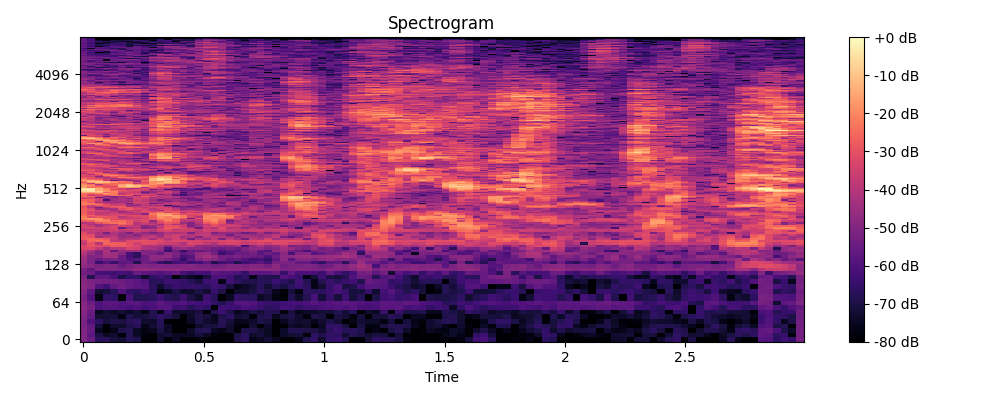 Spectrogram
Hz
4096
2048
1024
512
256
128
64
0
0
0.5
1
1.5
2
2.5
Time
+0 dB
-10 dB
-20 dB
-30 dB
-40 dB
-50 dB
-60 dB
-70 dB
-80 dB